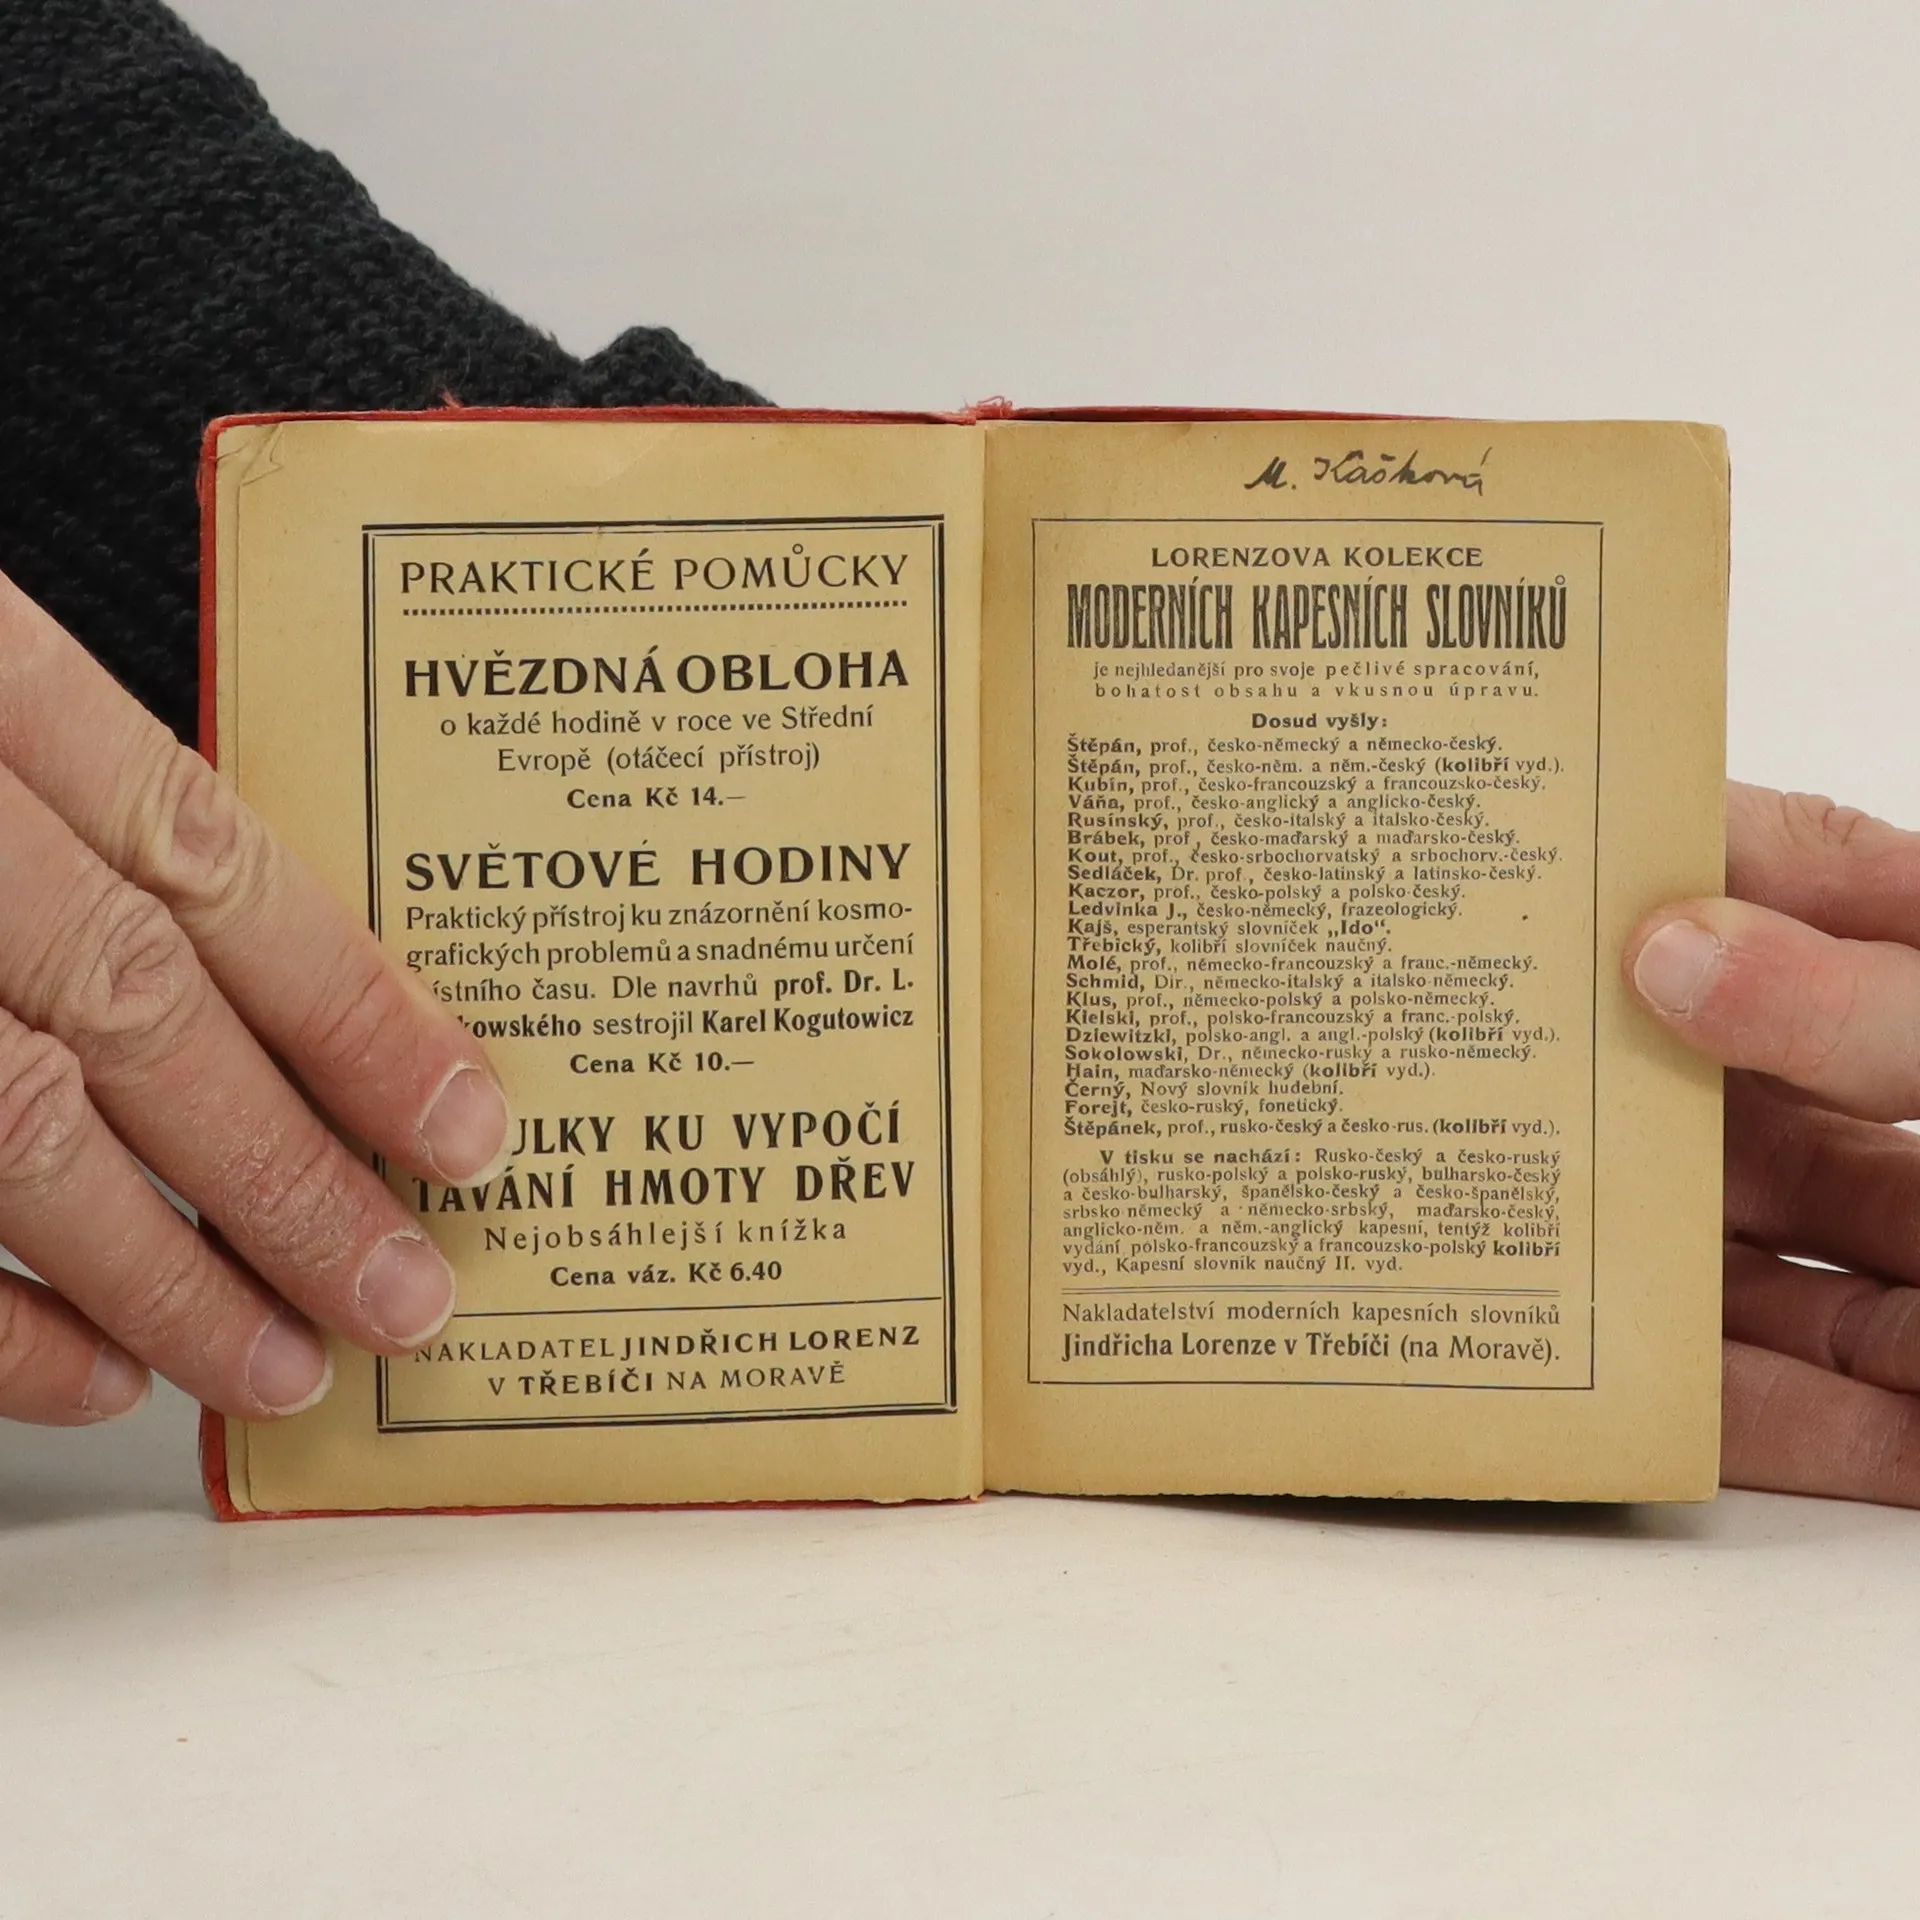 PRAKTICKÉ POMŮCKY
HVĚZDNÁ OBLOHA
o každé hodině v roce ve Střední
Evropě (otáčecí přístroj)
Cena Kč 14.—
SVĚTOVÉ HODINY
Praktický přístroj ku znázornění kosmo-
grafických problemů a snadnému určení
ístního času. Dle navrhů prof. Dr. L.
kowského sestrojil Karel Kogutowicz
Cena Kč 10.—
ULKY KU VYPOČÍ
TAVÁNÍ HMOTY DŘEV
Nejobsáhlejší knížka
Cena váz. Kč 6.40
NAKLADATEL JINDŘICH LORENZ
V TŘEBÍČI NA MORAVĚ
M. Kašková
LORENZOVA KOLEKCE
MODERNÍCH KAPESNÍCH SLOVNÍKŮ
je nejhledanější pro svoje pečlivé spracování,
bohatost obsahu a vkusnou úpravu.
Dosud vyšly:
Štěpán, prof., česko-německý a německo-český.
Štěpán, prof., česko-něm. a něm.-český (kolibří vyd.).
Kubín, prof., česko-francouzský a francouzsko-český.
Váňa, prof., česko-anglický a anglicko-český.
Rusínský, prof., česko-italský a italsko-český.
Brábek, prof, česko-maďarský a maďarsko-český.
Kout, prof., česko-srbochorvatský a srbochorv.-český.
Sedláček, Dr. prof., česko-latinský a latinsko-český.
Kaczor, prof., česko-polský a polsko-český.
Ledvinka J., česko-německý, frazeologický.
Kajš, esperantský slovníček „Ido“.
Třebický, kolibří slovníček naučný.
Molé, prof., německo-francouzský a franc.-německý.
Schmid, Dir., německo-italský a italsko-německý.
Klus, prof., německo-polský a polsko-německý.
Kielski, prof., polsko-francouzský a franc.-polský.
Dziewitzki, polsko-angl. a angl.-polský (kolibří vyd.).
Sokolowski, Dr., německo-ruský a rusko-německý.
Hain, maďarsko-německý (kolibří vyd.).
Černý, Nový slovník hudební.
Forejt, česko-ruský, fonetický.
Štěpánek, prof., rusko-český a česko-rus. (kolibří vyd.).
V tisku se nachází: Rusko-český a česko-ruský
(obsáhlý), rusko-polský a polsko-ruský, bulharsko-český
a česko-bulharský, španělsko-český a česko-španělský,
srbsko německý a německo-srbský, maďarsko-český,
anglicko-něm. a něm.-anglický kapesní, tentýž kolibří
vydání, polsko-francouzský a francouzsko-polský kolibří
vyd., Kapesní slovník naučný II. vyd.
Nakladatelství moderních kapesních slovníků
Jindřicha Lorenze v Třebíči (na Moravě).